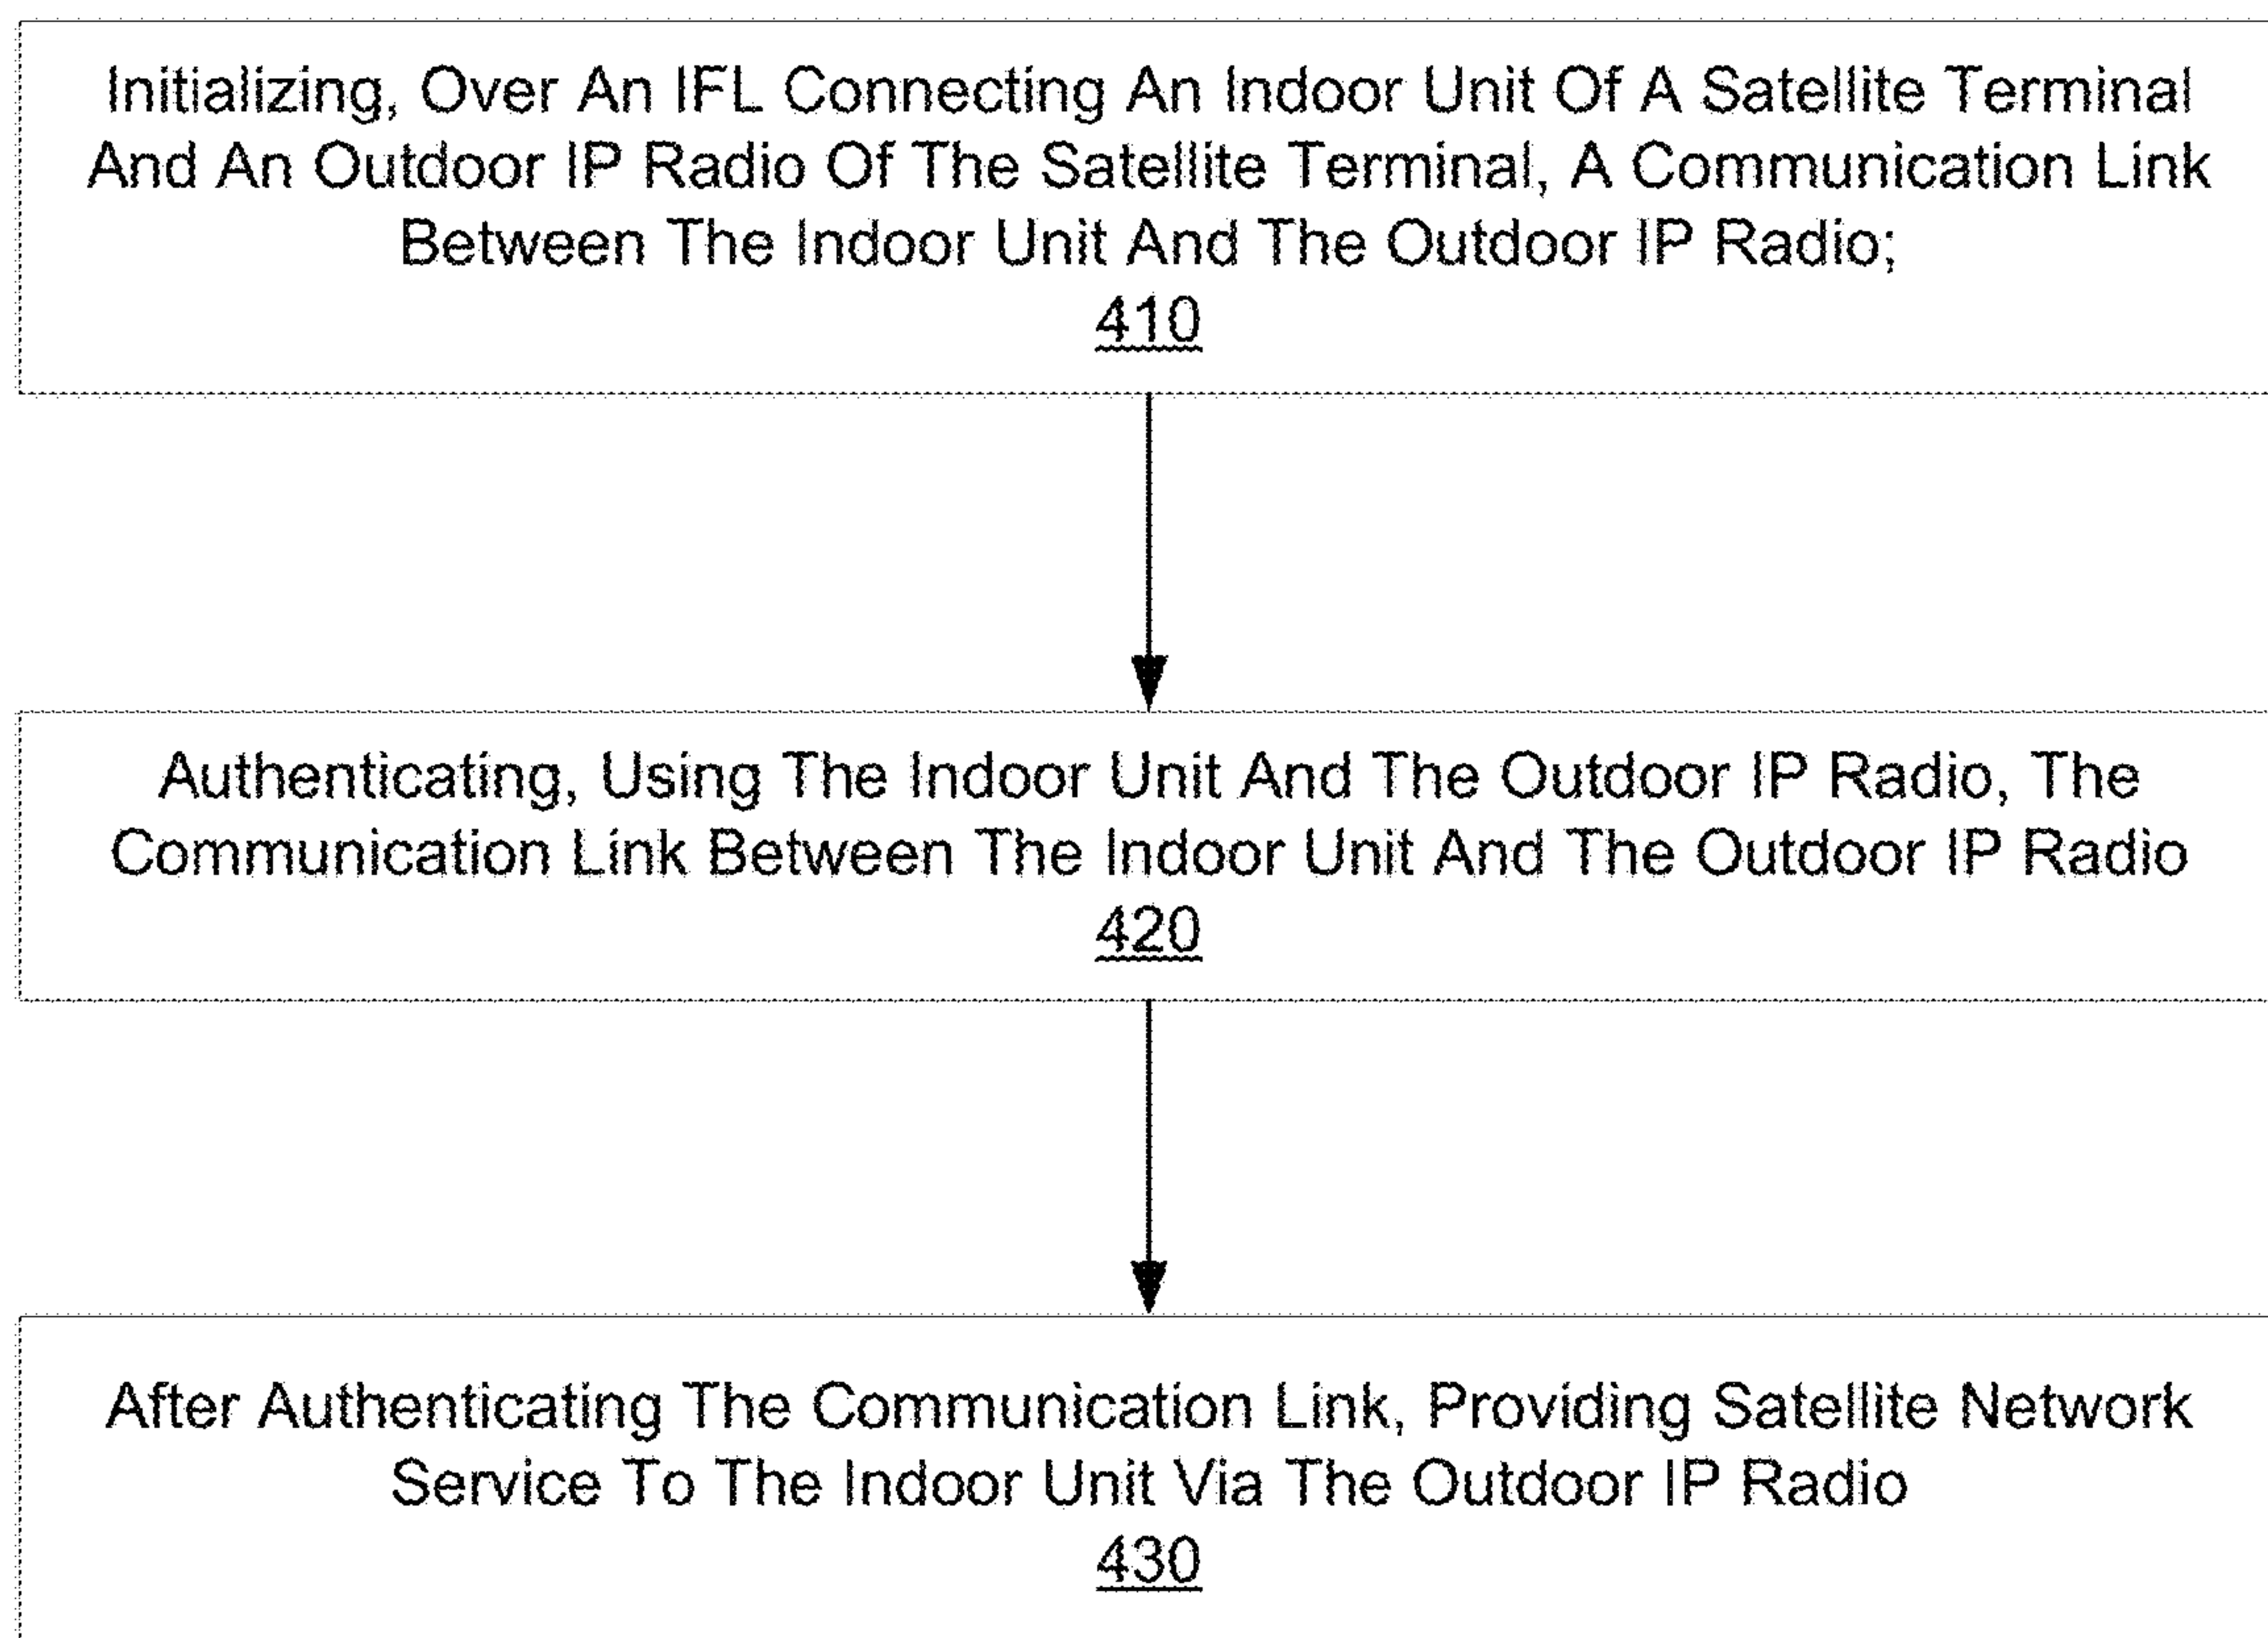 Initializing, Over An IFL Connecting An Indoor Unit Of A Satellite Terminal
And An Outdoor IP Radio Of The Satellite Terminal, A Communication Link
Between The Indoor Unit And The Outdoor IP Radio;
410
Authenticating, Using The Indoor Unit And The Outdoor IP Radio, The
Communication Link Between The Indoor Unit And The Outdoor IP Radio
420
After Authenticating The Communication Link, Providing Satellite Network
Service To The Indoor Unit Via The Outdoor IP Radio
430